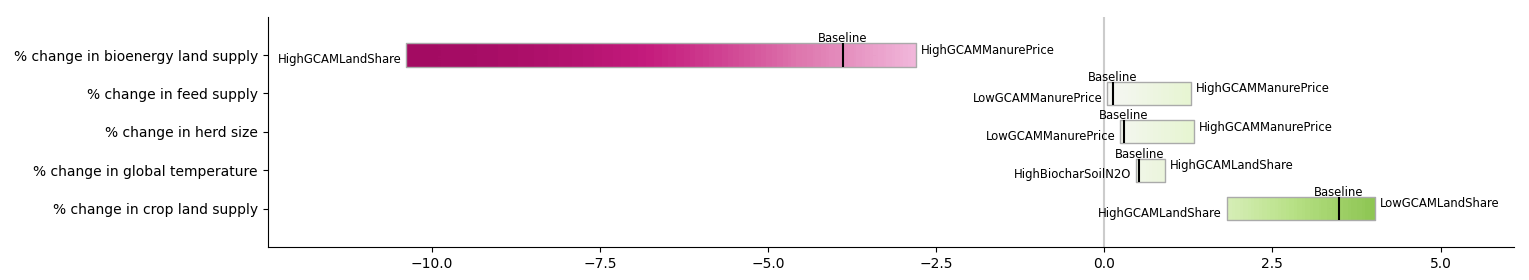 Baseline
% change in bioenergy land supply HighGCAMLandShare HighGCAMManurePrice
Baseline
% change in feed supply LowGCAMManurePrice HighGCAMManurePrice
Baseline
% change in herd size LowGCAMManurePrice HighGCAMManurePrice
Baseline
% change in global temperature HighBiocharSoilN2O HighGCAMLandShare
Baseline
% change in crop land supply HighGCAMLandShare LowGCAMLandShare
−10.0 −7.5 −5.0 −2.5 0.0 2.5 5.0